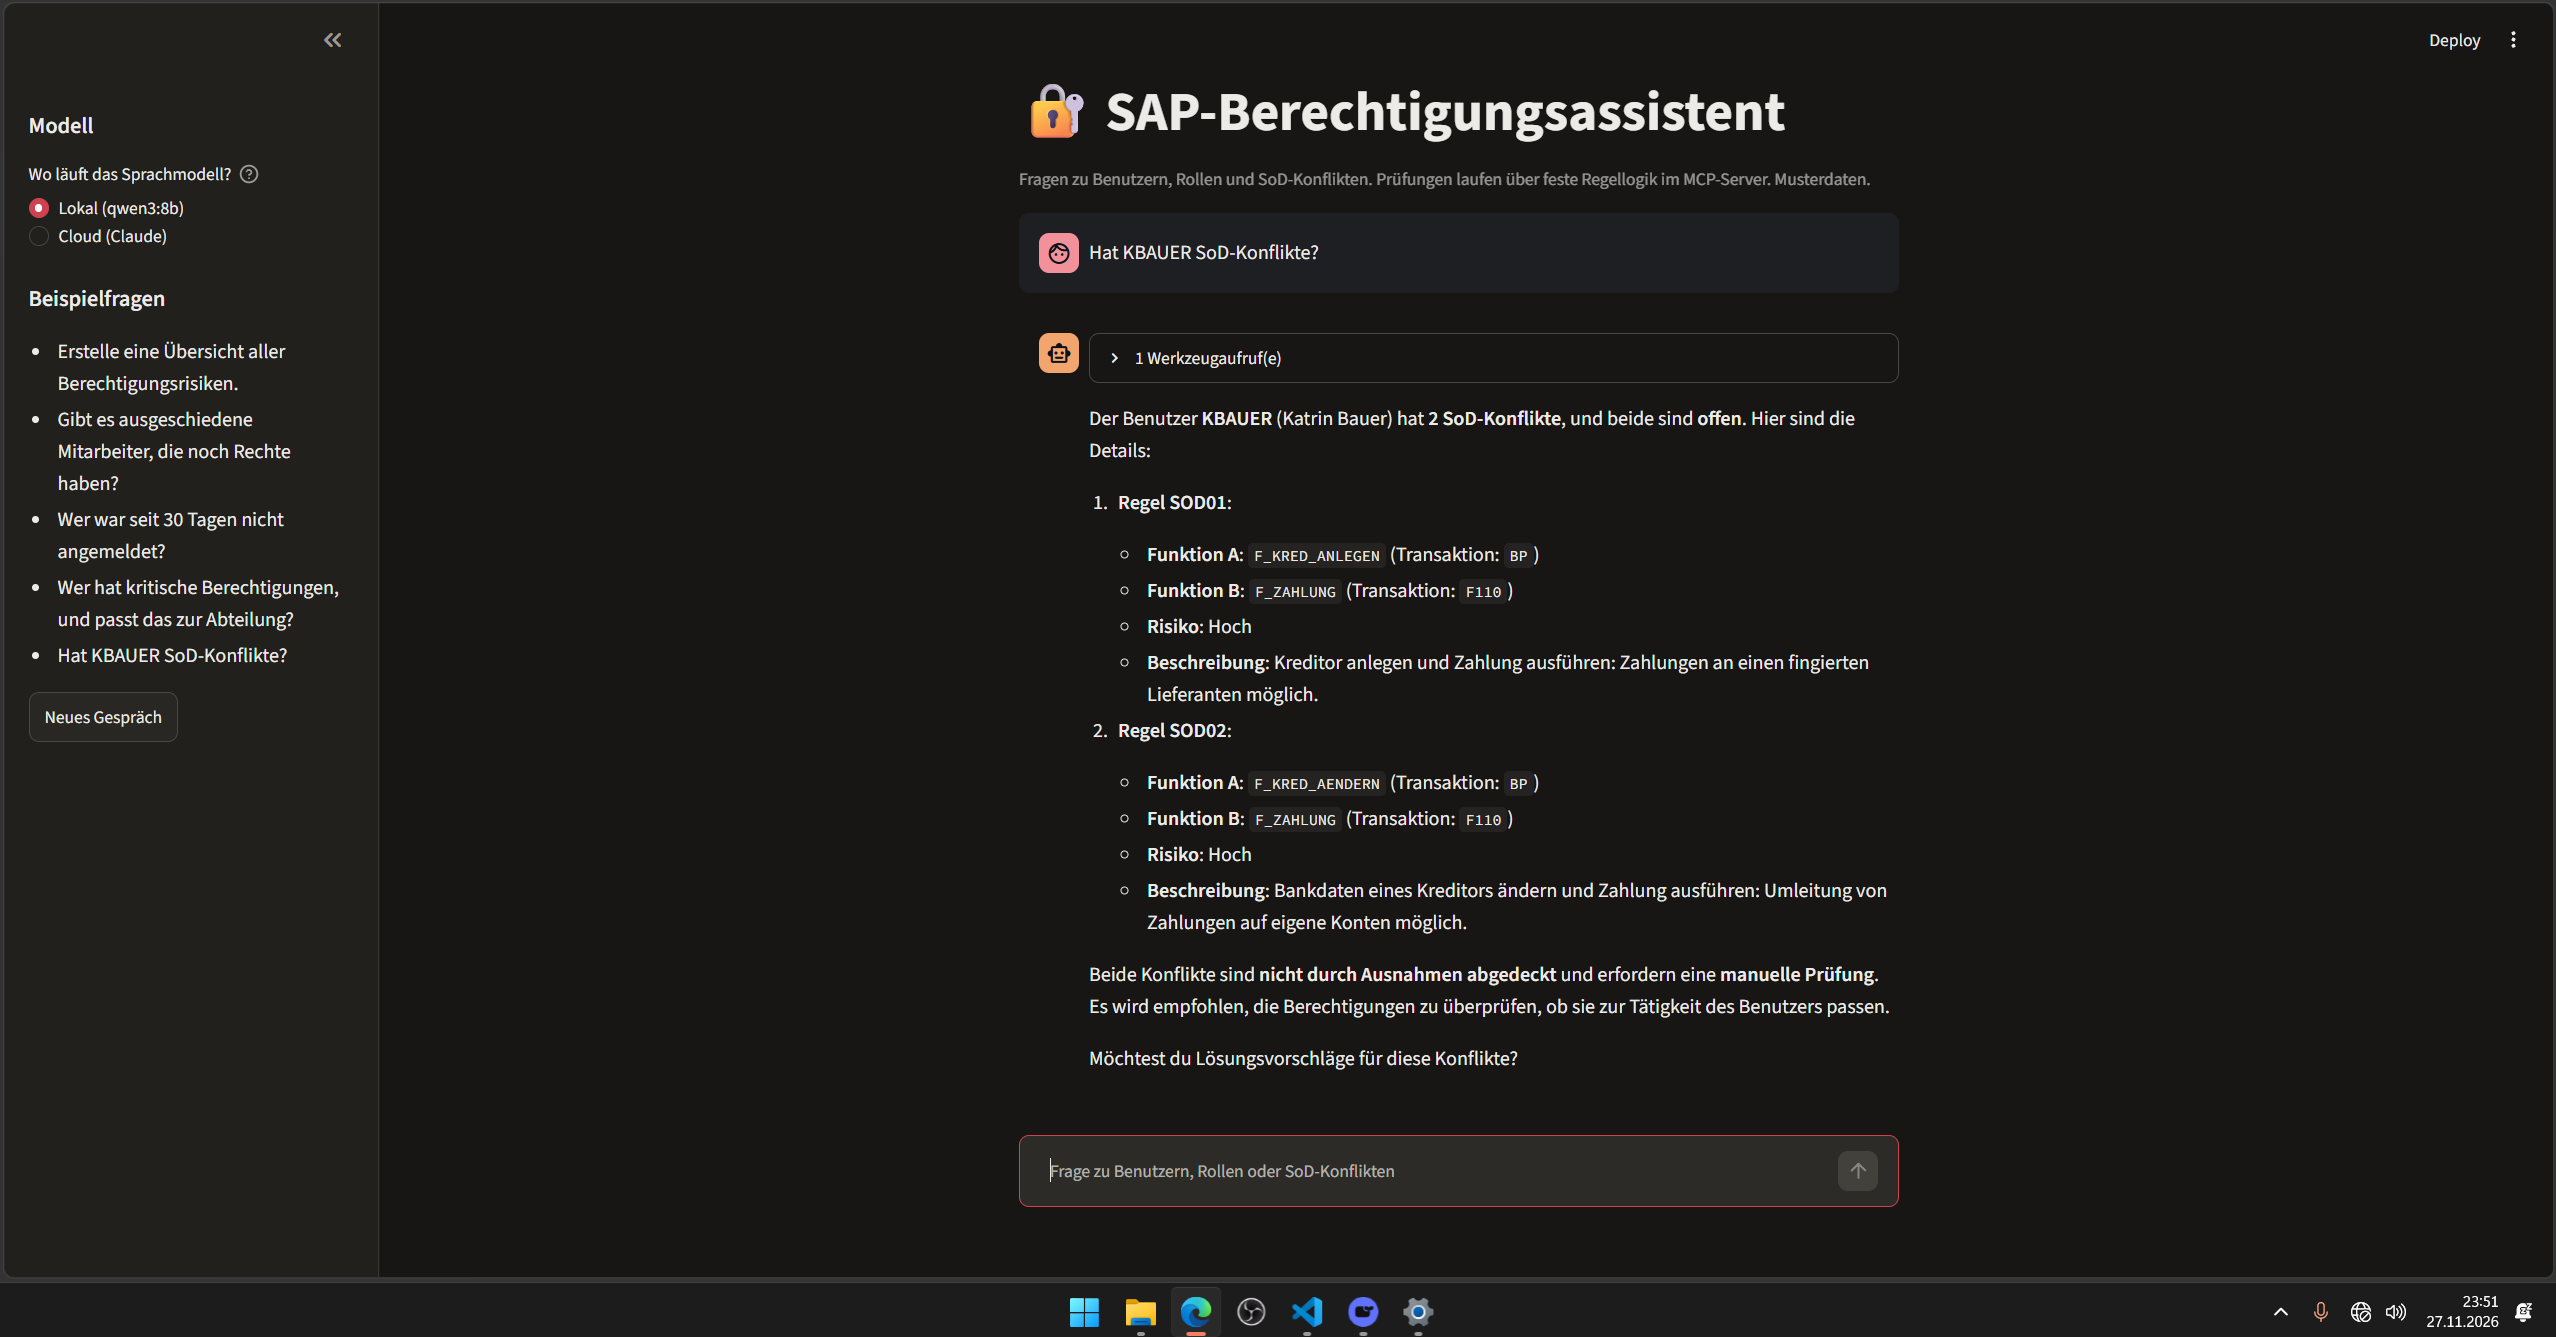 Deploy
Modell
Wo läuft das Sprachmodell?
Lokal (qwen3:8b)
Cloud (Claude)
Beispielfragen
Erstelle eine Übersicht aller
Berechtigungsrisiken.
Gibt es ausgeschiedene
Mitarbeiter, die noch Rechte
haben?
Wer war seit 30 Tagen nicht
angemeldet?
Wer hat kritische Berechtigungen,
und passt das zur Abteilung?
Hat KBAUER SoD-Konflikte?
Neues Gespräch
SAP-Berechtigungsassistent
Fragen zu Benutzern, Rollen und SoD-Konflikten. Prüfungen laufen über feste Regellogik im MCP-Server. Musterdaten.
Hat KBAUER SoD-Konflikte?
1 Werkzeugaufruf(e)
Der Benutzer KBAUER (Katrin Bauer) hat 2 SoD-Konflikte, und beide sind offen. Hier sind die
Details:
1. Regel SOD01:
Funktion A: F_KRED_ANLEGEN (Transaktion: BP)
Funktion B: F_ZAHLUNG (Transaktion: F110)
Risiko: Hoch
Beschreibung: Kreditor anlegen und Zahlung ausführen: Zahlungen an einen fingierten
Lieferanten möglich.
2. Regel SOD02:
Funktion A: F_KRED_AENDERN (Transaktion: BP)
Funktion B: F_ZAHLUNG (Transaktion: F110)
Risiko: Hoch
Beschreibung: Bankdaten eines Kreditors ändern und Zahlung ausführen: Umleitung von
Zahlungen auf eigene Konten möglich.
Beide Konflikte sind nicht durch Ausnahmen abgedeckt und erfordern eine manuelle Prüfung.
Es wird empfohlen, die Berechtigungen zu überprüfen, ob sie zur Tätigkeit des Benutzers passen.
Möchtest du Lösungsvorschläge für diese Konflikte?
Frage zu Benutzern, Rollen oder SoD-Konflikten
23:51
27.11.2026